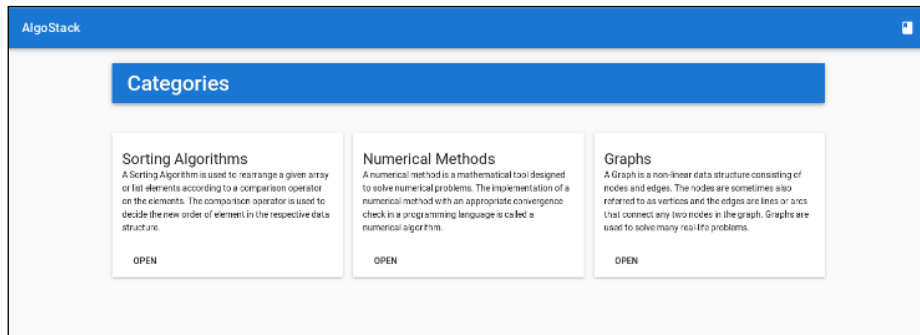 AlgoStack
Categories
Sorting Algorithms
A Sorting Algorithm is used to rearrange a given array
or list elements according to a comparison operator
on the elements. The comparison operator is used to
decide the new order of element in the respective data
structure.
OPEN
Numerical Methods
A numerical method is a mathematical tool designed
to solve numerical problems. The implementation of a
numerical method with an appropriate convergence
check in a programming language is called a
numerical algorithm.
OPEN
Graphs
A Graph is a non-linear data structure consisting of
nodes and edges. The nodes are sometimes also
referred to as vertices and the edges are lines or arcs
that connect any two nodes in the graph. Graphs are
used to solve many real-life problems.
OPEN